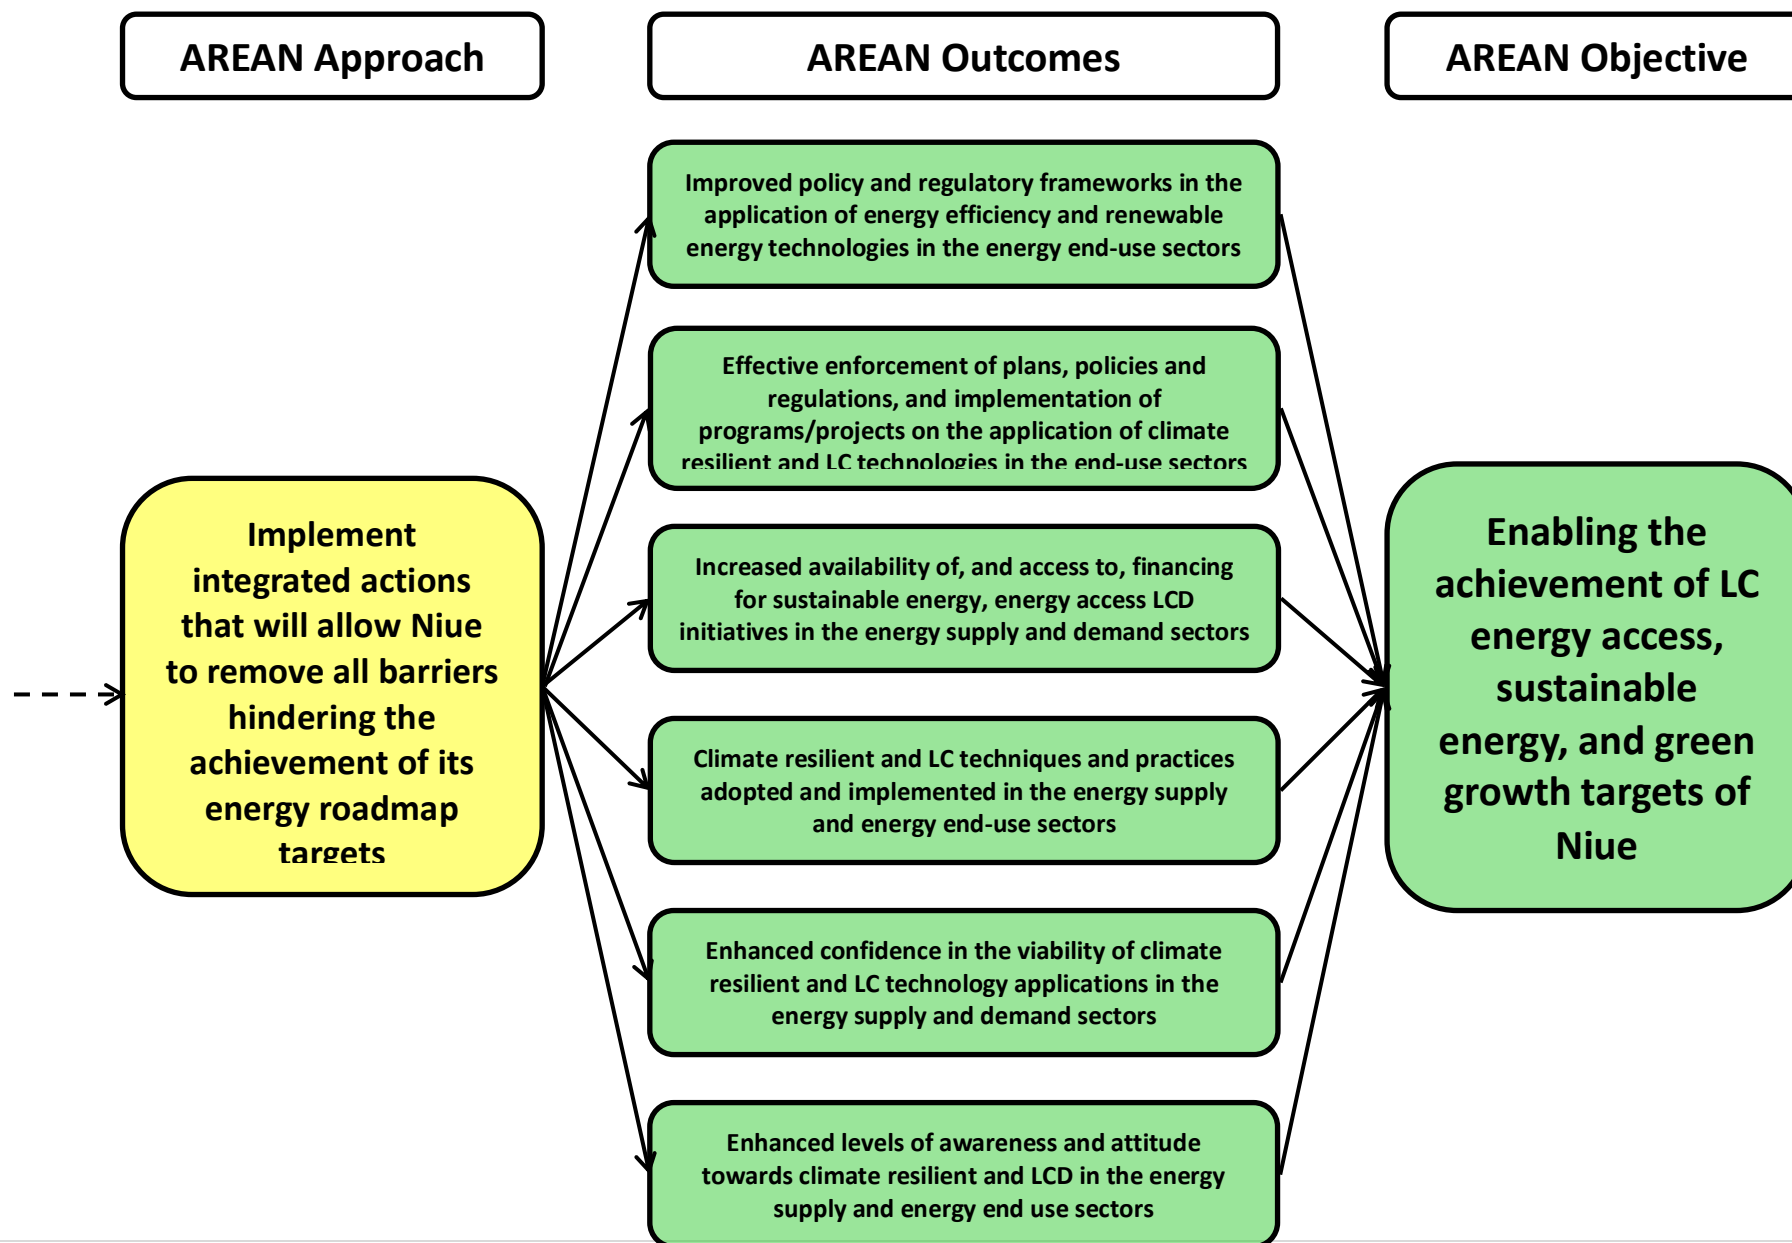 AREAN Approach
AREAN Outcomes
AREAN Objective
Improved policy and regulatory frameworks in the
application of energy efficiency and renewable
energy technologies in the energy end-use sectors
Effective enforcement of plans, policies and
regulations, and implementation of
programs/projects on the application of climate
resilient and LC technologies in the end-use sectors
Implement
integrated actions
that will allow Niue
to remove all barriers
hindering the
achievement of its
energy roadmap
targets
Increased availability of, and access to, financing
for sustainable energy, energy access LCD
initiatives in the energy supply and demand sectors
Climate resilient and LC techniques and practices
adopted and implemented in the energy supply
and energy end-use sectors
Enhanced confidence in the viability of climate
resilient and LC technology applications in the
energy supply and demand sectors
Enhanced levels of awareness and attitude
towards climate resilient and LCD in the energy
supply and energy end use sectors
Enabling the
achievement of LC
energy access,
sustainable
energy, and green
growth targets of
Niue